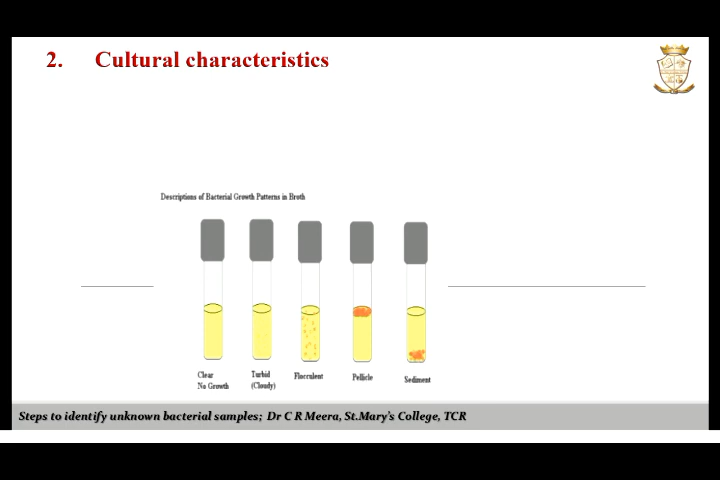 2. Cultural characteristics
Descriptions of Bacterial Growth Patterns in Broth
Clear
No Growth
Turbid
(Cloudy)
Flocculent
Pellicle
Sediment
Steps to identify unknown bacterial samples; Dr C R Meera, St.Mary's College, TCR